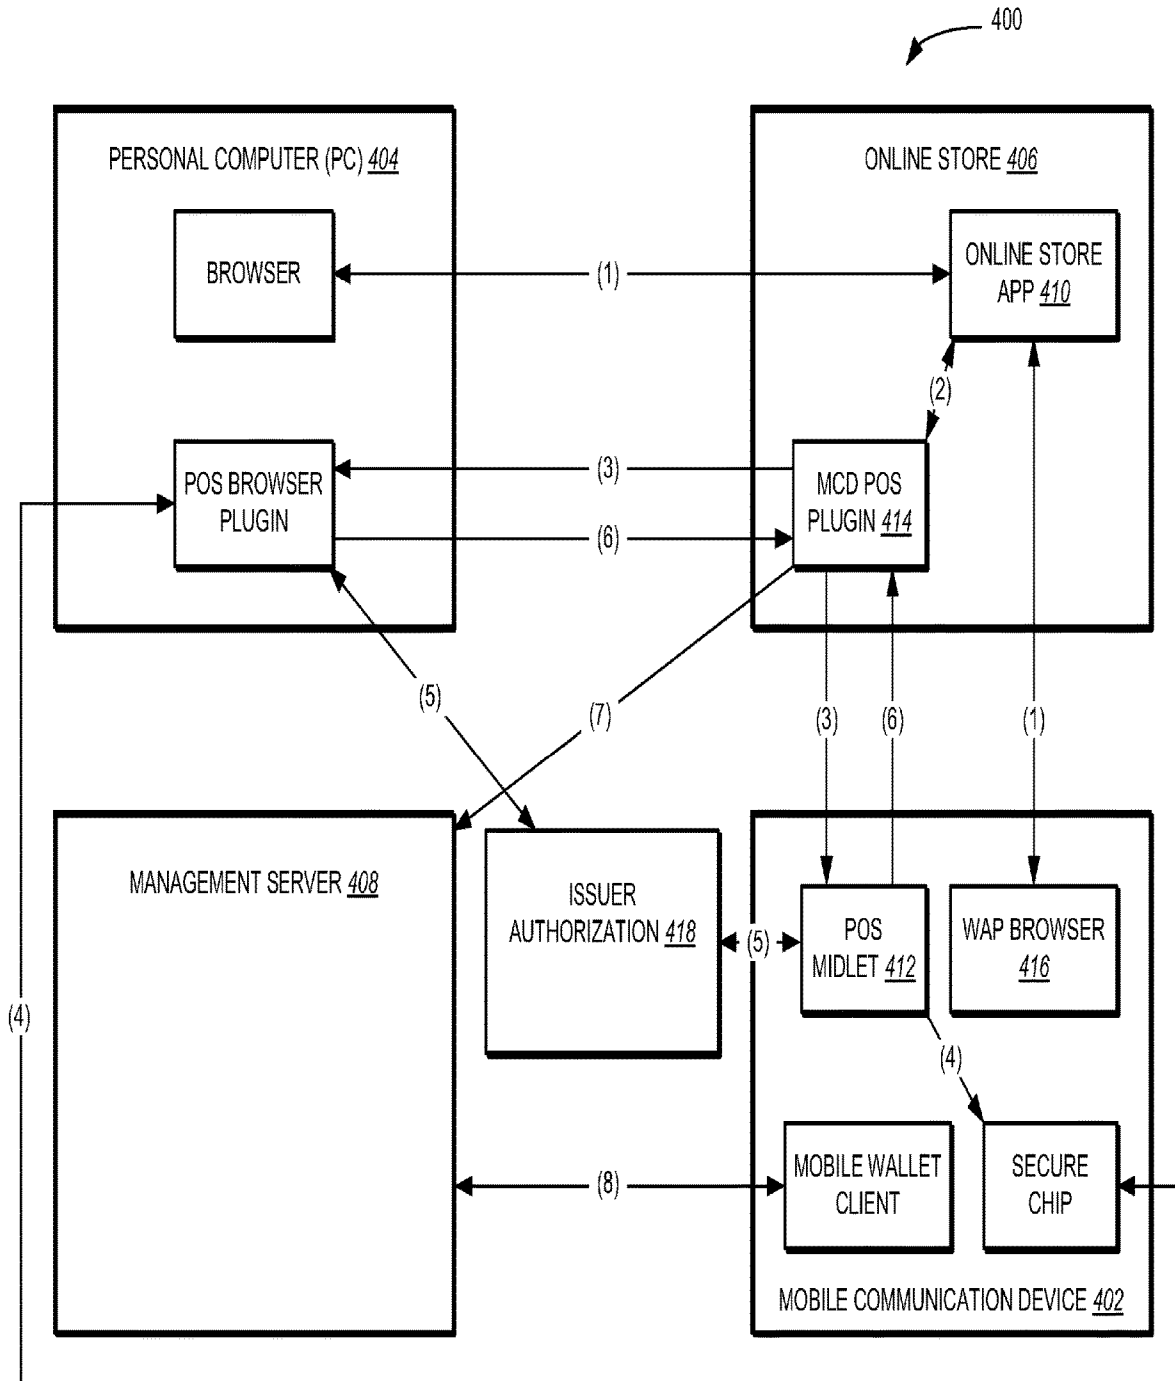 400
PERSONAL COMPUTER (PC) 404
ONLINE STORE 406
BROWSER
(1)
ONLINE STORE
APP 410
(2)
POS BROWSER
PLUGIN
(3)
(6)
MCD POS
PLUGIN 414
(5)
(7)
(3)
(6)
(1)
MANAGEMENT SERVER 408
ISSUER
AUTHORIZATION 418
(5)
POS
MIDLET 412
WAP BROWSER
416
(4)
(4)
(8)
MOBILE WALLET
CLIENT
SECURE
CHIP
MOBILE COMMUNICATION DEVICE 402